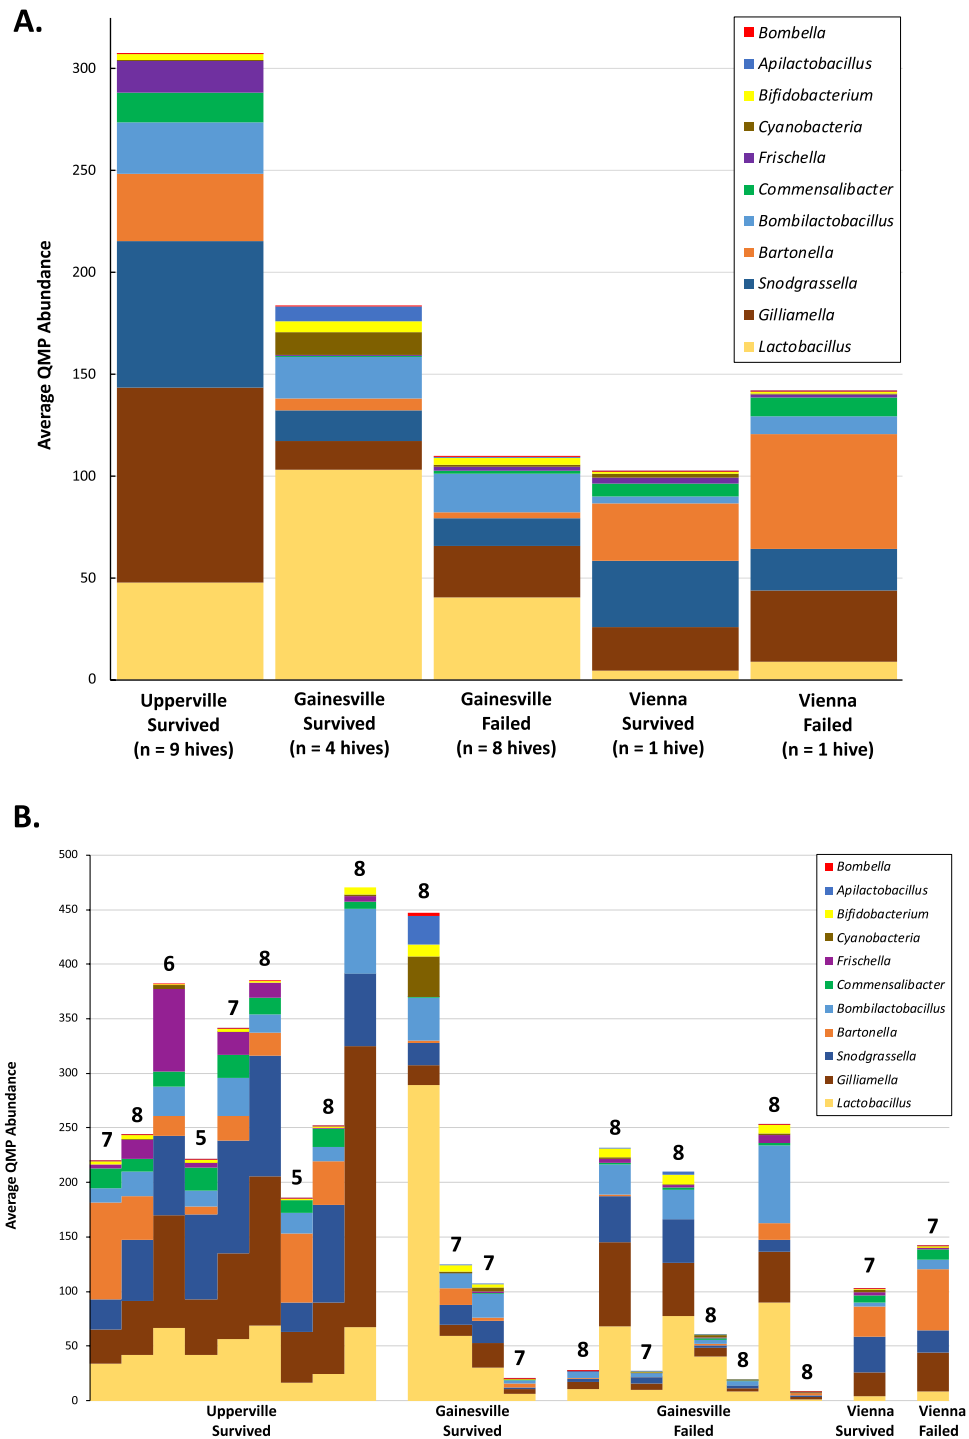 A.
300
250
200
150
100
50
0
Average QMP Abundance
Bombella
Apilactobacillus
Bifidobacterium
Cyanobacteria
Frischella
Commensalibacter
Bombilactobacillus
Bartonella
Snodgrassella
Gilliamella
Lactobacillus
Upperville
Survived
(n = 9 hives)
Gainesville
Survived
(n = 4 hives)
Gainesville
Failed
(n = 8 hives)
Vienna
Survived
(n = 1 hive)
Vienna
Failed
(n = 1 hive)
B.
500
450
400
350
300
250
200
150
100
50
0
Average QMP Abundance
7
8
6
5
7
8
5
8
8
8
7
7
7
8
8
7
8
8
7
8
8
7
7
Bombella
Apilactobacillus
Bifidobacterium
Cyanobacteria
Frischella
Commensalibacter
Bombilactobacillus
Bartonella
Snodgrassella
Gilliamella
Lactobacillus
Upperville
Survived
Gainesville
Survived
Gainesville
Failed
Vienna
Survived
Vienna
Failed